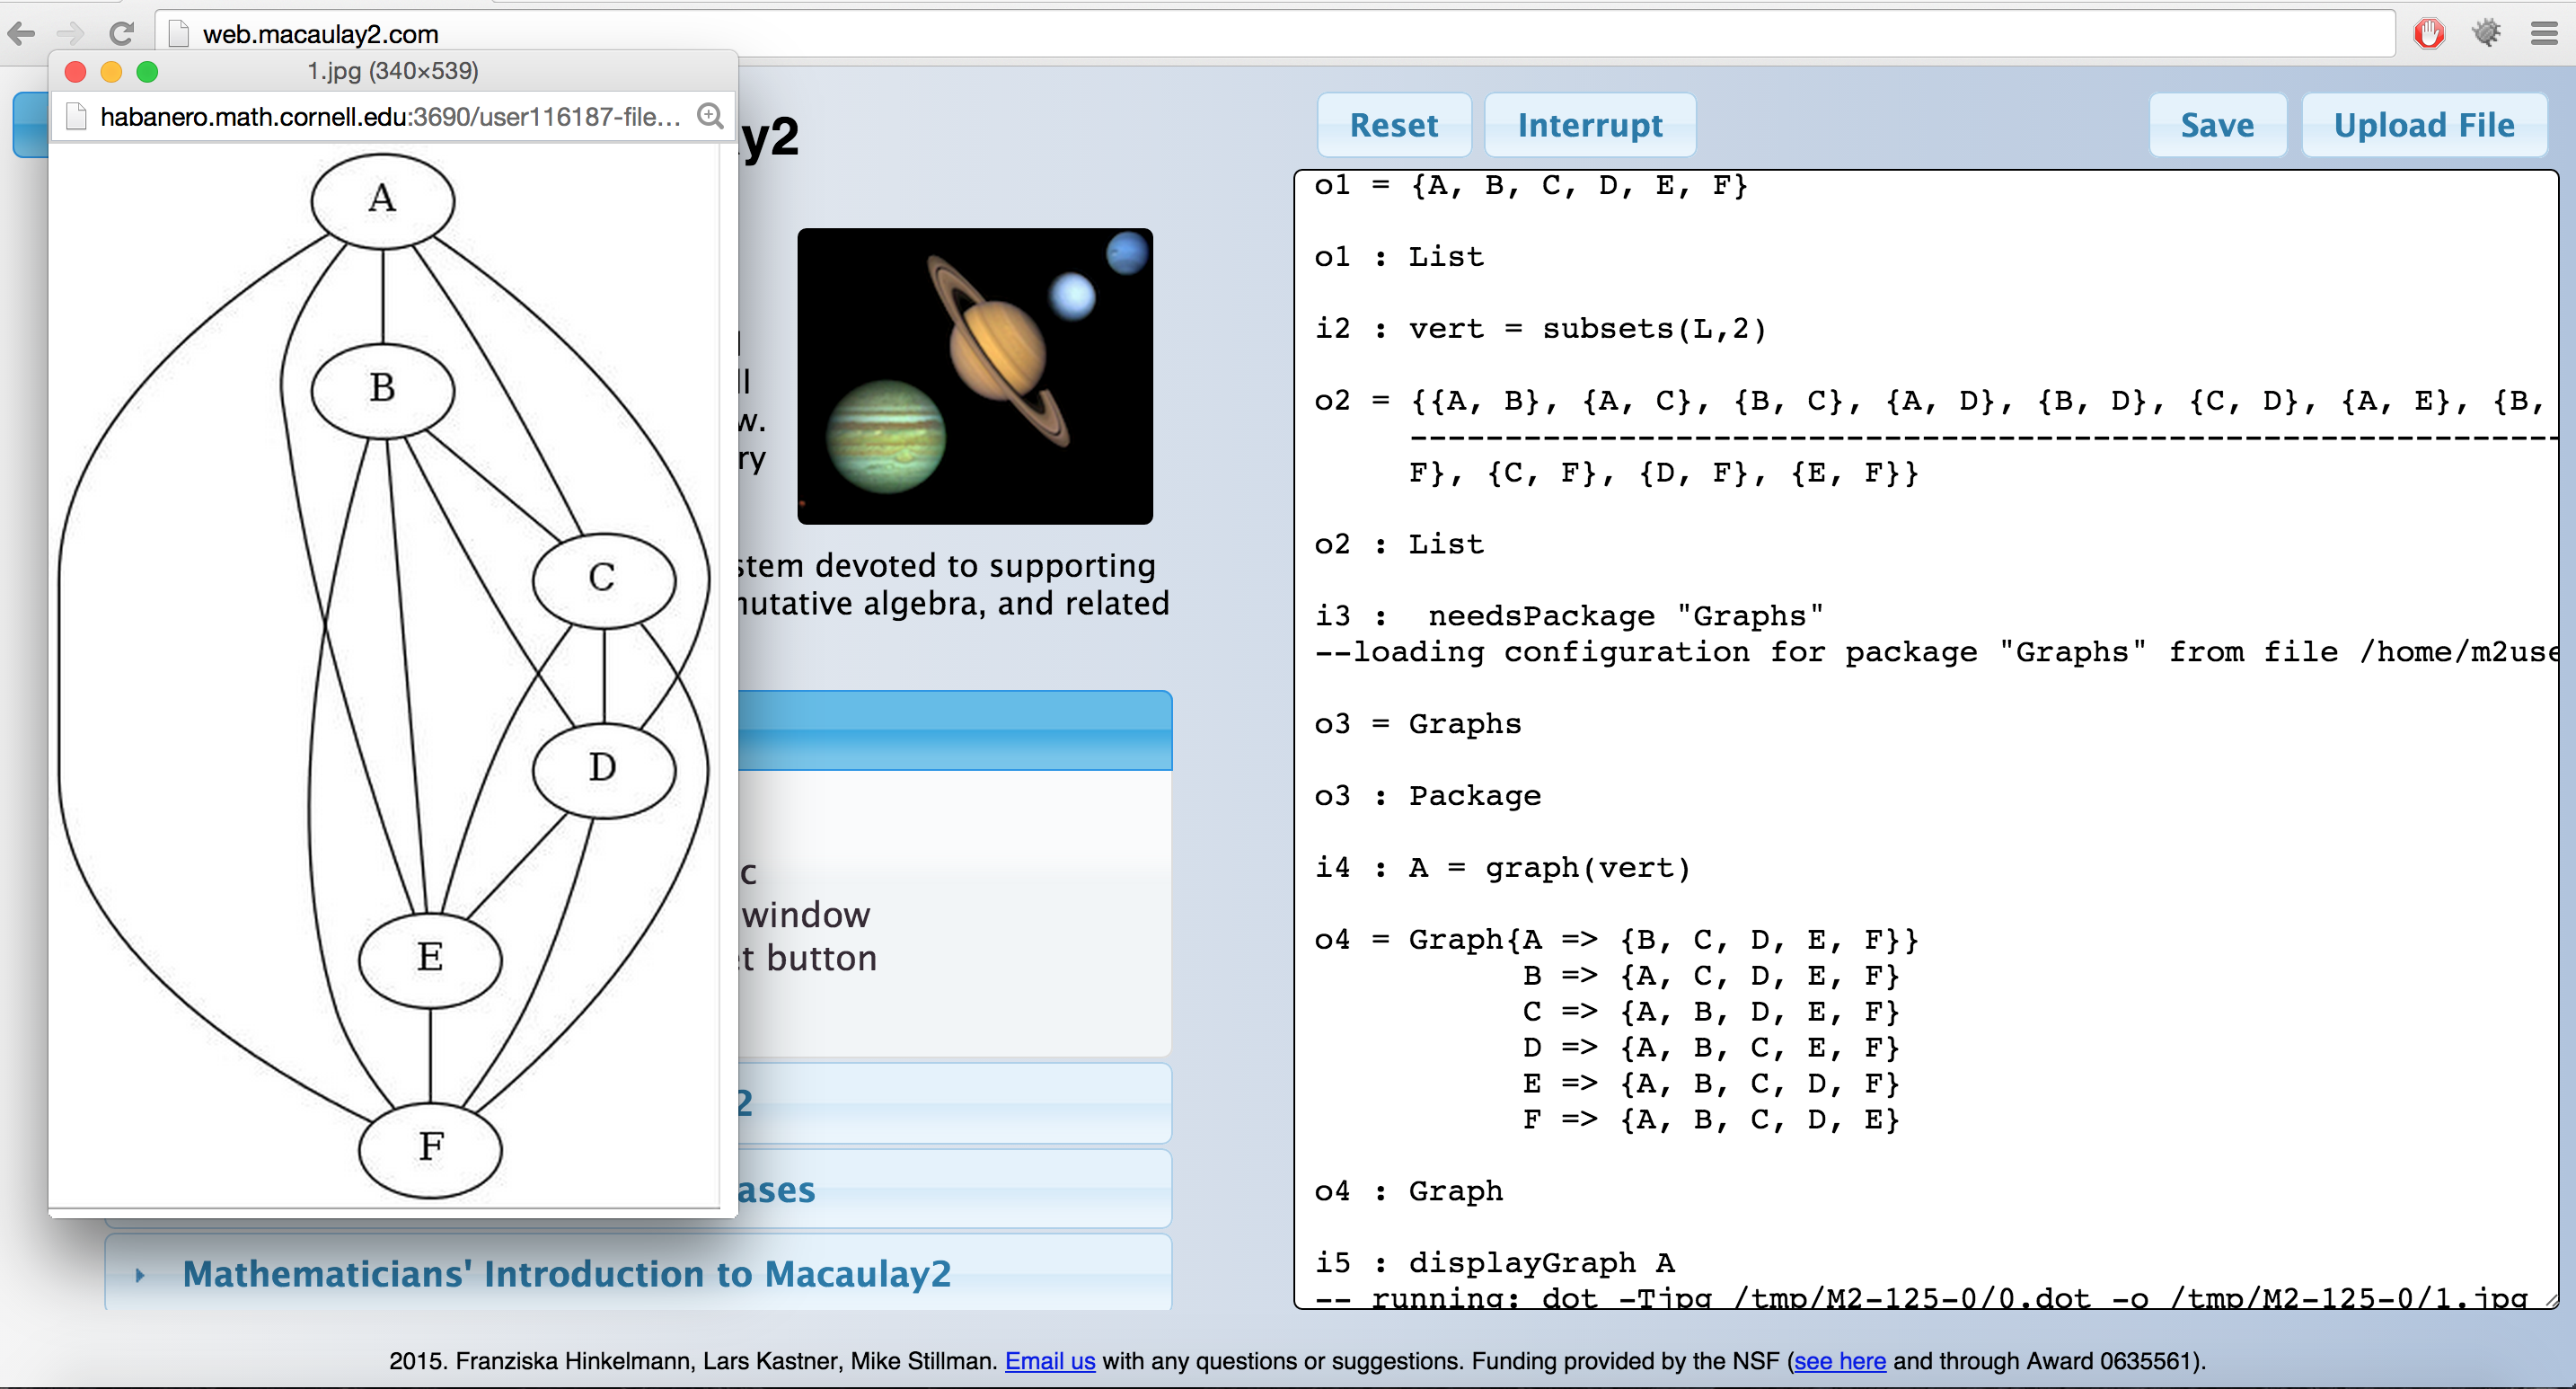 web.macaulay2.com
1.jpg (340×539)
habanero.math.cornell.edu:3690/user116187-file...
A
B
C
D
E
F
y2
ll
w.
ry
stem devoted to supporting
nutative algebra, and related
c
window
et button
2
ases
Mathematicians' Introduction to Macaulay2
Reset Interrupt Save Upload File
o1 = {A, B, C, D, E, F}
o1 : List
i2 : vert = subsets(L,2)
o2 = {{A, B}, {A, C}, {B, C}, {A, D}, {B, D}, {C, D}, {A, E}, {B,
--------------------------------------------------------------
F}, {C, F}, {D, F}, {E, F}}
o2 : List
i3 :  needsPackage "Graphs"
--loading configuration for package "Graphs" from file /home/m2use
o3 = Graphs
o3 : Package
i4 : A = graph(vert)
o4 = Graph{A => {B, C, D, E, F}}
B => {A, C, D, E, F}
C => {A, B, D, E, F}
D => {A, B, C, E, F}
E => {A, B, C, D, F}
F => {A, B, C, D, E}
o4 : Graph
i5 : displayGraph A
-- running: dot -Tjpg /tmp/M2-125-0/0.dot -o /tmp/M2-125-0/1.jpg
2015. Franziska Hinkelmann, Lars Kastner, Mike Stillman. Email us with any questions or suggestions. Funding provided by the NSF (see here and through Award 0635561).